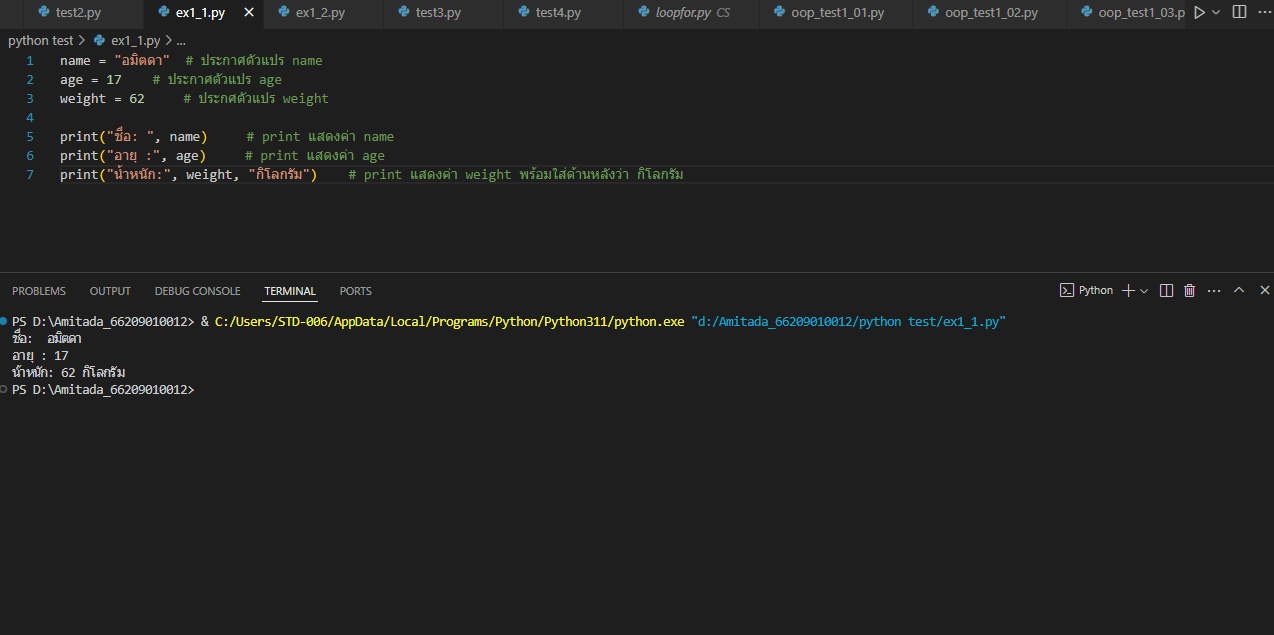 test2.py ex1_1.py ex1_2.py test3.py test4.py loopfor.py CS oop_test1_01.py oop_test1_02.py oop_test1_03.p
python test > ex1_1.py > ...
1 name = "อมิตดา"  # ประกาศตัวแปร name
2 age = 17    # ประกาศตัวแปร age
3 weight = 62     # ประกศตัวแปร weight
4
5 print("ชื่อ: ", name)     # print แสดงค่า name
6 print("อายุ :", age)     # print แสดงค่า age
7 print("น้ำหนัก:", weight, "กิโลกรัม")    # print แสดงค่า weight พร้อมใส่ด้านหลังว่า กิโลกรัม
PROBLEMS OUTPUT DEBUG CONSOLE TERMINAL PORTS Python
PS D:\Amitada_66209010012> & C:/Users/STD-006/AppData/Local/Programs/Python/Python311/python.exe "d:/Amitada_66209010012/python test/ex1_1.py"
ชื่อ:  อมิตดา
อายุ : 17
น้ำหนัก: 62 กิโลกรัม
PS D:\Amitada_66209010012>